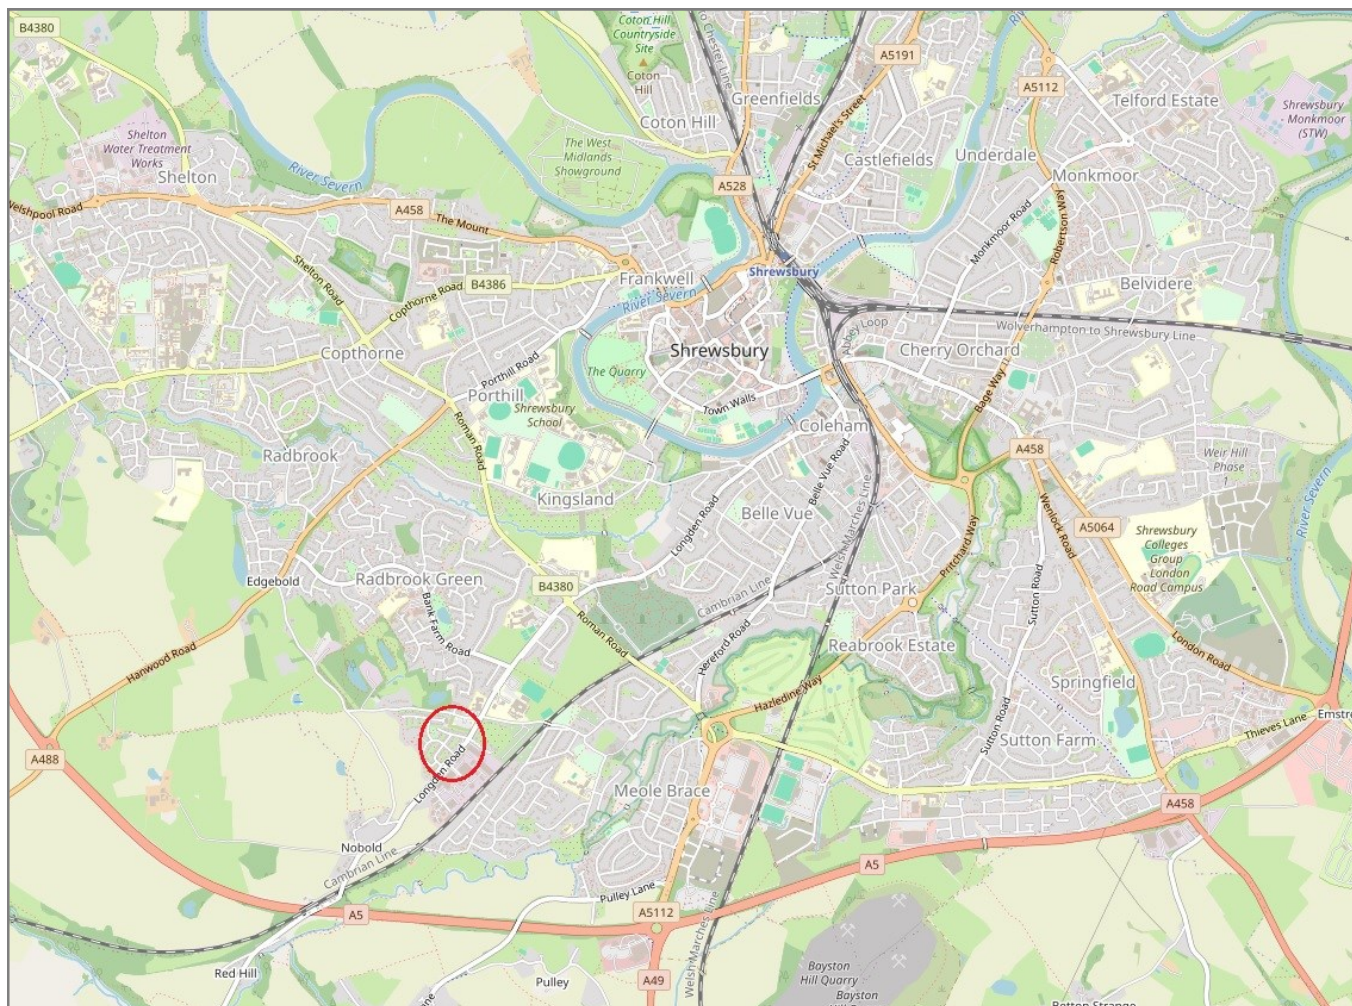 B4380
Coton Hill
Countryside
Site
Coton
Hill
to Chester Line
Greenfields
A5191
River
A5112
Telford Estate
Shrewsbury
Monkmoor
(STW)
Coton Hill
St Michael's Street
Castlefields
Underdale
Monkmoor
Shelton
Water Treatment
Works
Shelton
River Severn
The West
Midlands
Showground
A528
Welshpool Road
A458
The Mount
Monkmoor Road
Robertson Way
Shelton Road
Frankwell
Shrewsbury
B4386
Copthorne Road
River Severn
Belvidere
Abbey Loop
Wolverhampton to Shrewsbury Line
Copthorne
Shrewsbury
Cherry Orchard
Porthill Road
The Quarry
Porthill
Shrewsbury
School
Town Walls
Bage Way
Coleham
Roman Road
Radbrook
A458
Weir Hill
Phase
1
Kingsland
Belle Vue Road
Longden Road
Belle Vue
Welsh Marches Line
Wenlock Road
A5064
River Severn
Pritchard Way
Shrewsbury
Colleges
Group
London
Road Campus
Edgebold
Radbrook Green
B4380
Cambrian Line
Sutton Park
Sutton Road
Bank Farm Road
Roman Road
Hereford Road
Reabrook Estate
London Road
Hanwood Road
Hazledine Way
Springfield
A488
Sutton Road
Sutton Farm
Thieves Lane
Emstre
Longden Road
Meole Brace
A458
Nobold
Cambrian Line
A5
Pulley Lane
A5
A5112
Welsh Marches Line
Red Hill
Pulley
A49
Bayston
Hill Quarry
Bayston
Betton Strange